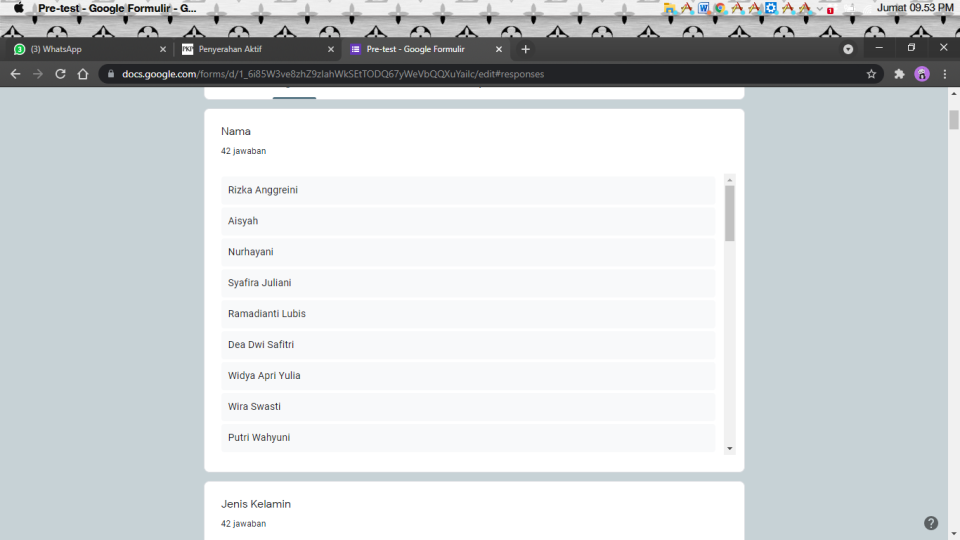 Pre-test - Google Formulir - G...
Jumat 09.53 PM
(3) WhatsApp
Penyerahan Aktif
Pre-test - Google Formulir
docs.google.com/forms/d/1_6i85W3ve8zhZ9zlahWkSEtTODQ67yWeVbQQXuYailc/edit#responses
Nama
42 jawaban
Rizka Anggreini
Aisyah
Nurhayani
Syafira Juliani
Ramadianti Lubis
Dea Dwi Safitri
Widya Apri Yulia
Wira Swasti
Putri Wahyuni
Jenis Kelamin
42 jawaban